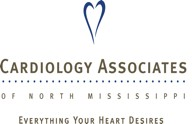 CARDIOLOGY ASSOCIATES
OF NORTH MISSISSIPPI
EVERYTHING YOUR HEART DESIRES